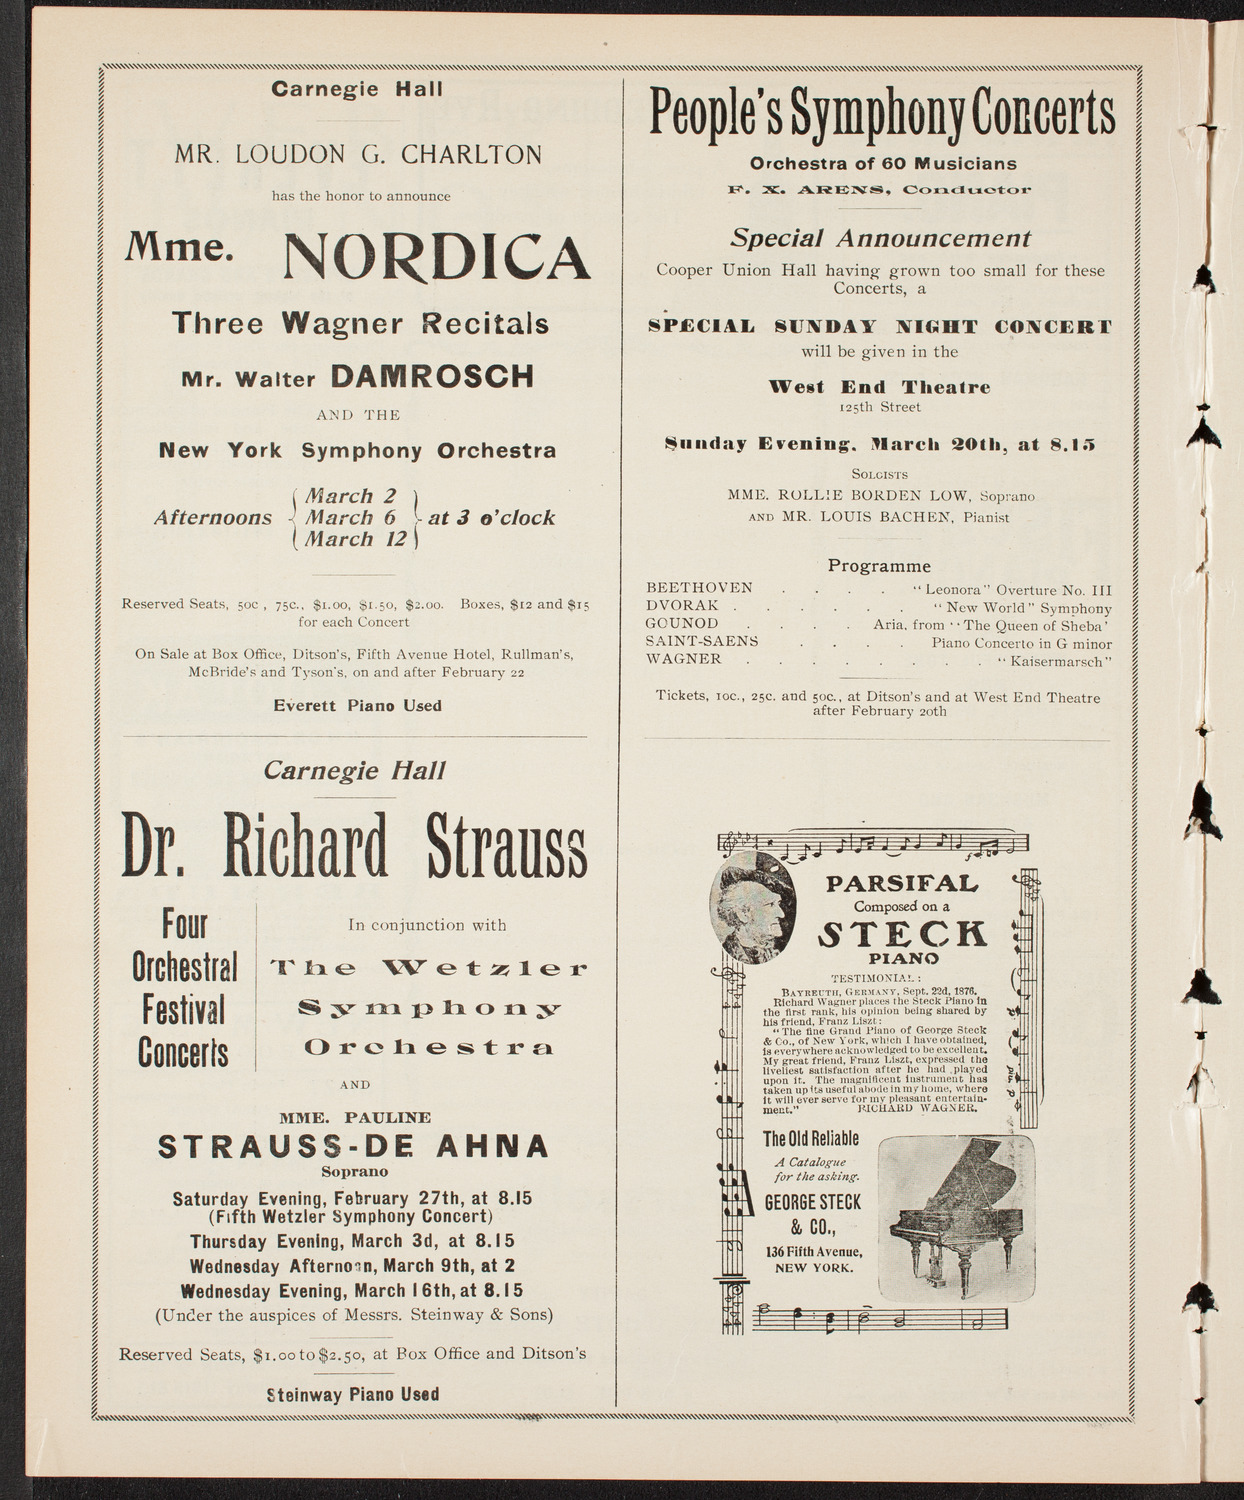 Carnegie Hall
MR. LOUDON G. CHARLTON
has the honor to announce
Mme. NORDICA
Three Wagner Recitals
Mr. Walter DAMROSCH
AND THE
New York Symphony Orchestra
Afternoons { March 2
March 6
March 12 } at 3 o'clock
Reserved Seats, 50c , 75c., $1.00, $1.50, $2.00. Boxes, $12 and $15
for each Concert
On Sale at Box Office, Ditson's, Fifth Avenue Hotel, Rullman's,
McBride's and Tyson's, on and after February 22
Everett Piano Used
Carnegie Hall
Dr. Richard Strauss
Four
Orchestral
Festival
Concerts
In conjunction with
The Wetzler
Symphony
Orchestra
AND
MME. PAULINE
STRAUSS-DE AHNA
Soprano
Saturday Evening, February 27th, at 8.15
(Fifth Wetzler Symphony Concert)
Thursday Evening, March 3d, at 8.15
Wednesday Afternoon, March 9th, at 2
Wednesday Evening, March 16th, at 8.15
(Under the auspices of Messrs. Steinway & Sons)
Reserved Seats, $1.00 to $2.50, at Box Office and Ditson's
Steinway Piano Used
People's Symphony Concerts
Orchestra of 60 Musicians
F. X. ARENS, Conductor
Special Announcement
Cooper Union Hall having grown too small for these
Concerts, a
SPECIAL SUNDAY NIGHT CONCERT
will be given in the
West End Theatre
125th Street
Sunday Evening, March 20th, at 8.15
SOLOISTS
MME. ROLLIE BORDEN LOW, Soprano
AND MR. LOUIS BACHEN, Pianist
Programme
BEETHOVEN . . . . "Leonora" Overture No. III
DVORAK . . . . . . "New World" Symphony
GOUNOD . . . . Aria, from "The Queen of Sheba'
SAINT-SAENS . . . . Piano Concerto in G minor
WAGNER . . . . . . . . "Kaisermarsch"
Tickets, 10c., 25c. and 50c., at Ditson's and at West End Theatre
after February 20th
PARSIFAL
Composed on a
STECK
PIANO
TESTIMONIAL:
BAYREUTH, GERMANY, Sept. 22d, 1876.
Richard Wagner places the Steck Piano in
the first rank, his opinion being shared by
his friend, Franz Liszt:
"The fine Grand Piano of George Steck
& Co., of New York, which I have obtained,
is everywhere acknowledged to be excellent.
My great friend, Franz Liszt, expressed the
liveliest satisfaction after he had played
upon it. The magnificent instrument has
taken up its useful abode in my home, where
it will ever serve for my pleasant entertain-
ment." RICHARD WAGNER.
The Old Reliable
A Catalogue
for the asking.
GEORGE STECK
& CO.,
136 Fifth Avenue,
NEW YORK.